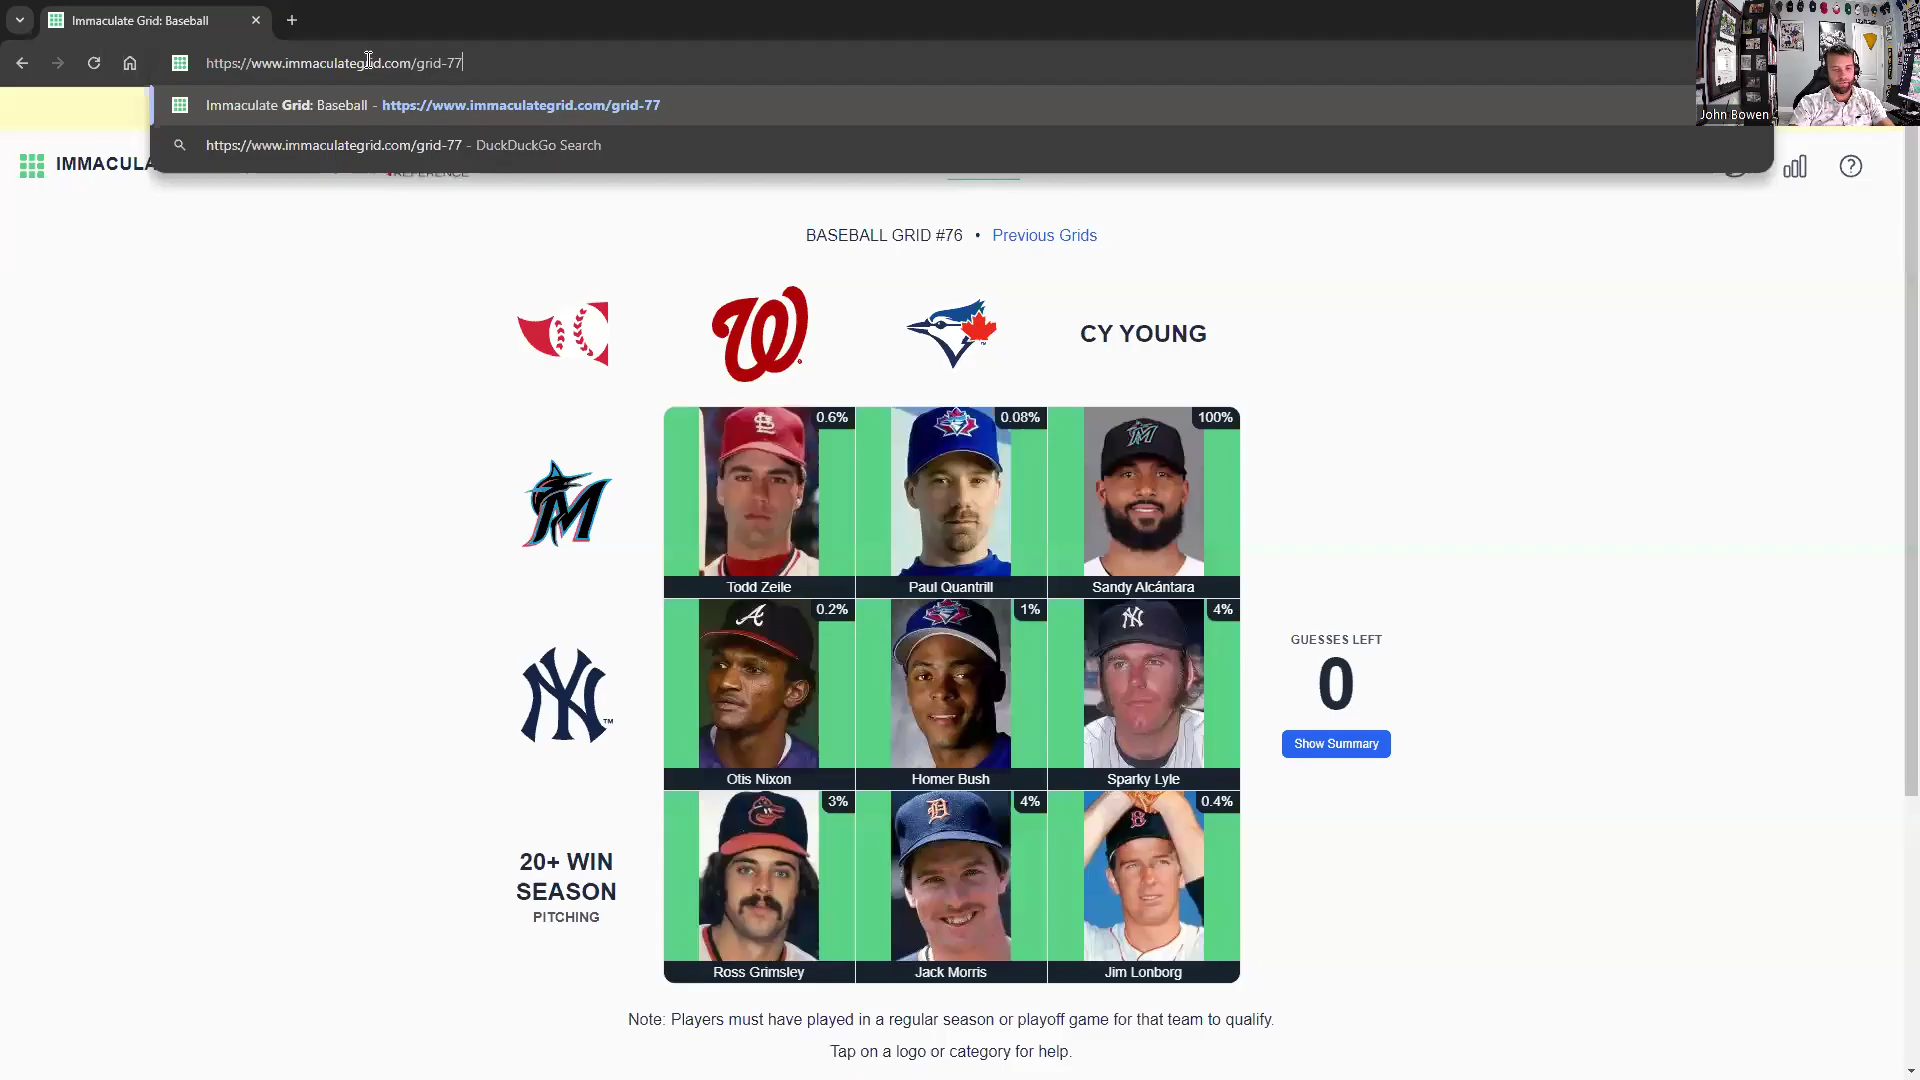 Immaculate Grid: Baseball
https://www.immaculategrid.com/grid-77
Immaculate Grid: Baseball - https://www.immaculategrid.com/grid-77
https://www.immaculategrid.com/grid-77 - DuckDuckGo Search
John Bowen
IMMACULA
REFERENCE
BASEBALL GRID #76 • Previous Grids
W
CY YOUNG
0.6%
0.08%
100%
M
Todd Zeile
Paul Quantrill
Sandy Alcántara
0.2%
1%
4%
NY
Otis Nixon
Homer Bush
Sparky Lyle
GUESSES LEFT
0
Show Summary
3%
4%
0.4%
20+ WIN
SEASON
PITCHING
Ross Grimsley
Jack Morris
Jim Lonborg
Note: Players must have played in a regular season or playoff game for that team to qualify.
Tap on a logo or category for help.